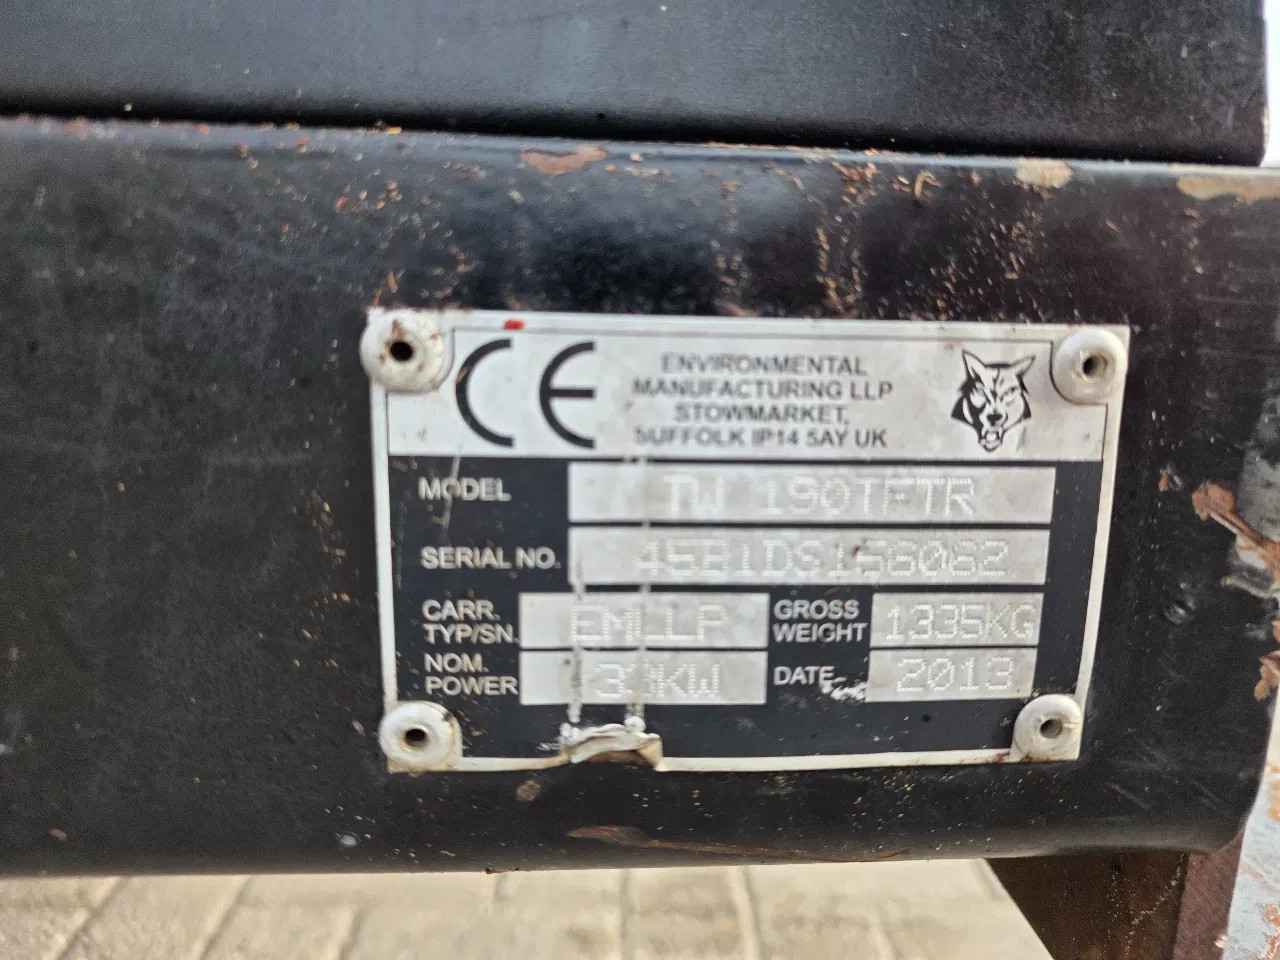 CE
ENVIRONMENTAL
MANUFACTURING LLP
STOWMARKET,
SUFFOLK IP14 5AY UK
MODEL TW 190TFTR
SERIAL NO.
CARR. TYP/SN. EMLLP GROSS WEIGHT 1335KG
NOM. POWER DATE 2013